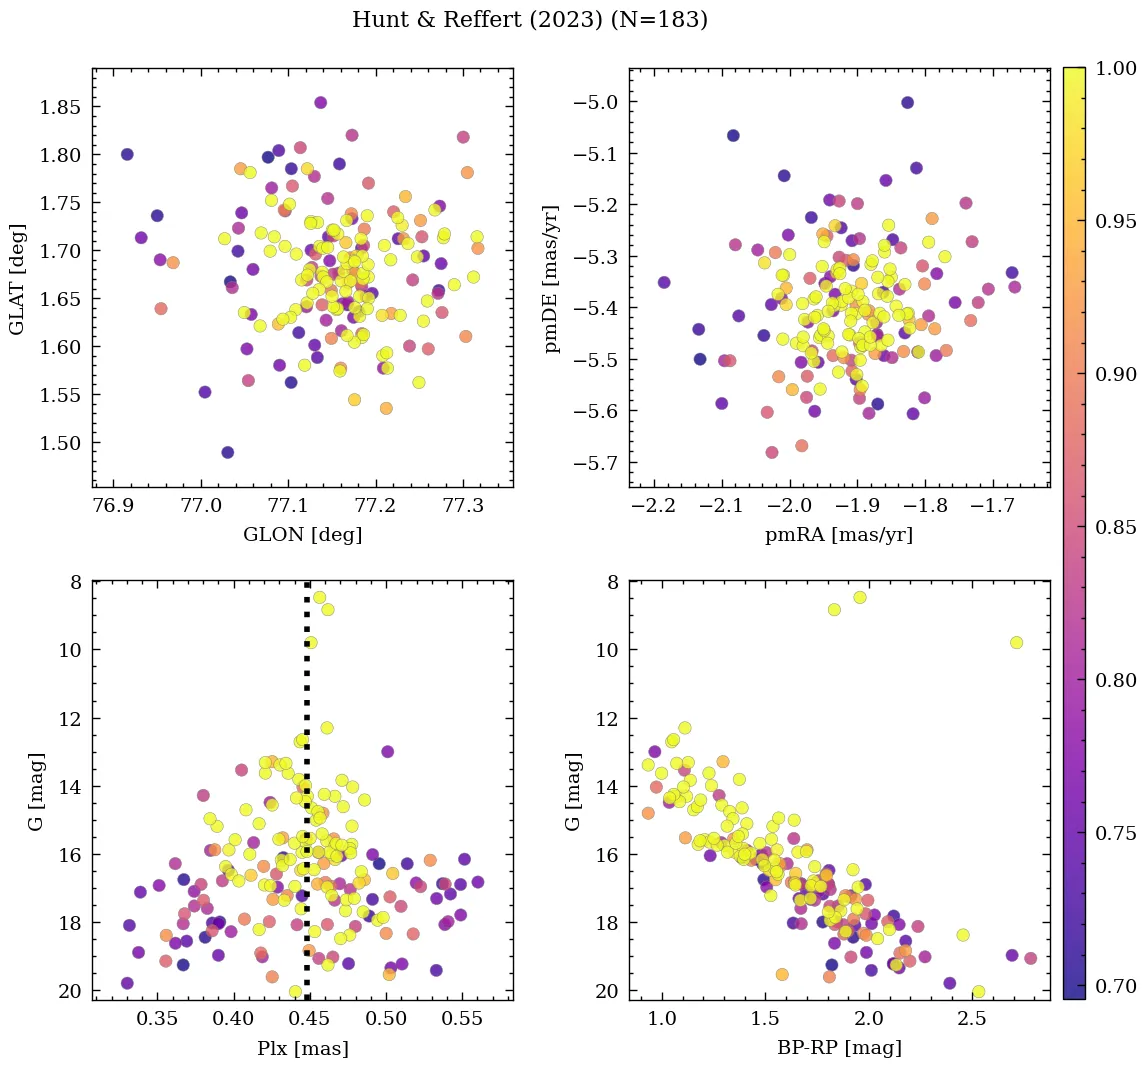 Hunt & Reffert (2023) (N=183)
1.85
1.80
1.75
1.70
1.65
1.60
1.55
1.50
GLAT [deg]
76.9 77.0 77.1 77.2 77.3
GLON [deg]
−5.0
−5.1
−5.2
−5.3
−5.4
−5.5
−5.6
−5.7
pmDE [mas/yr]
−2.2 −2.1 −2.0 −1.9 −1.8 −1.7
pmRA [mas/yr]
8
10
12
14
16
18
20
G [mag]
0.35 0.40 0.45 0.50 0.55
Plx [mas]
8
10
12
14
16
18
20
G [mag]
1.0 1.5 2.0 2.5
BP-RP [mag]
1.00
0.95
0.90
0.85
0.80
0.75
0.70